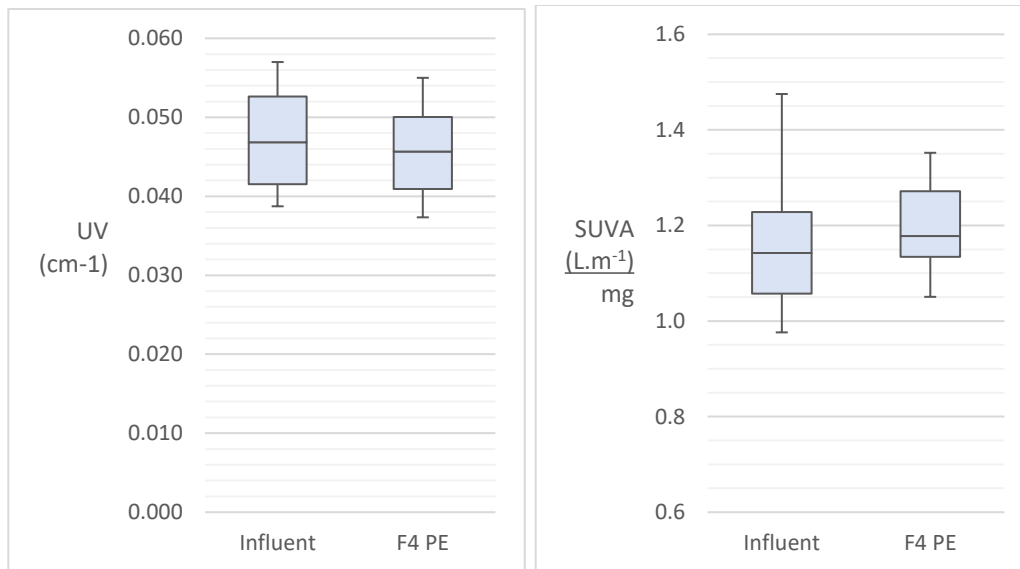 0.060
0.050
0.040
0.030
0.020
0.010
0.000
UV
(cm-1)
Influent
F4 PE
1.6
1.4
1.2
1.0
0.8
0.6
SUVA
(L.m⁻¹)
mg
Influent
F4 PE